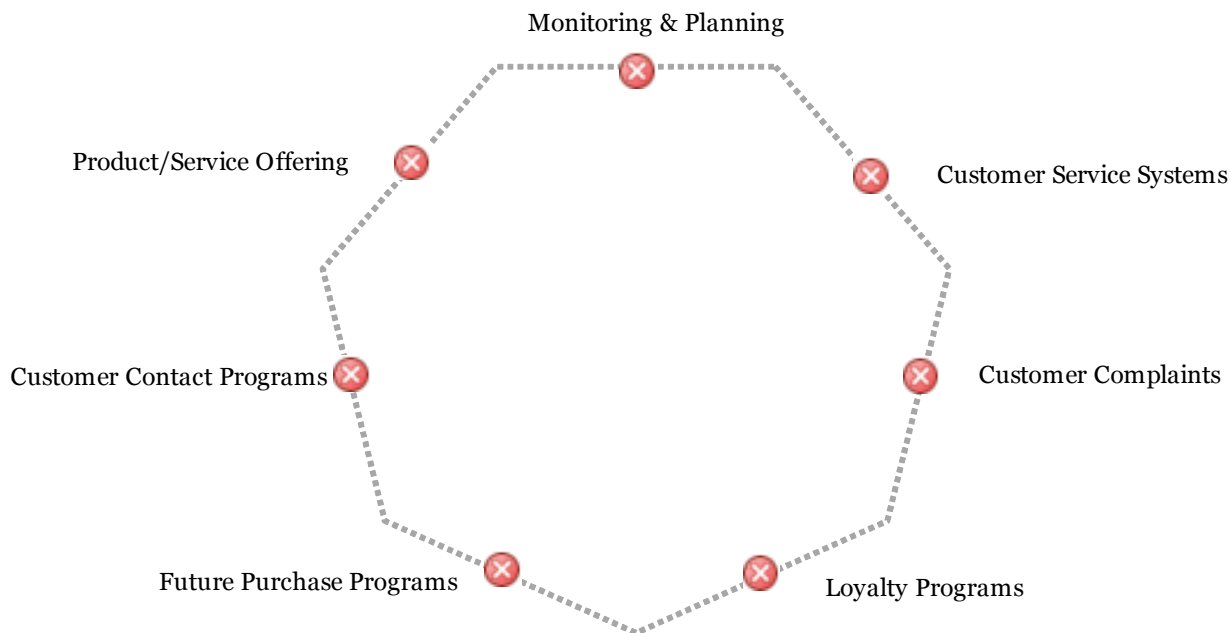 Monitoring & Planning
Product/Service Offering
Customer Service Systems
Customer Contact Programs
Customer Complaints
Future Purchase Programs
Loyalty Programs